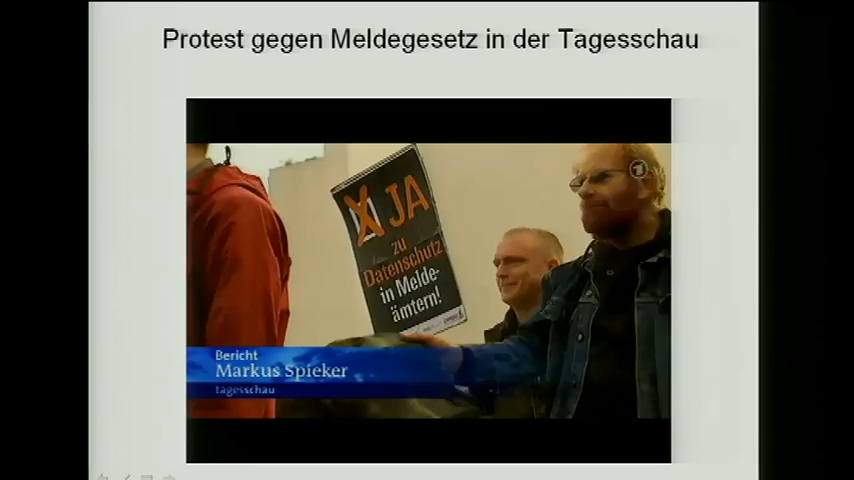 Protest gegen Meldegesetz in der Tagesschau
X JA
zu
Datenschutz
in Melde-
ämtern!
Bericht
Markus Spieker
tagesschau